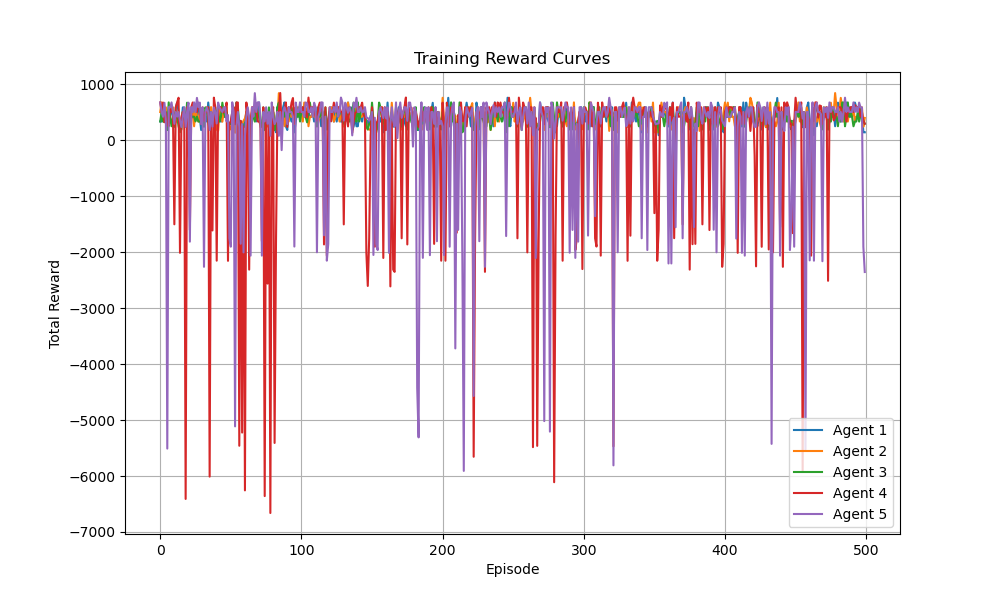 Training Reward Curves
Total Reward
1000
0
−1000
−2000
−3000
−4000
−5000
−6000
−7000
Agent 1
Agent 2
Agent 3
Agent 4
Agent 5
0 100 200 300 400 500
Episode